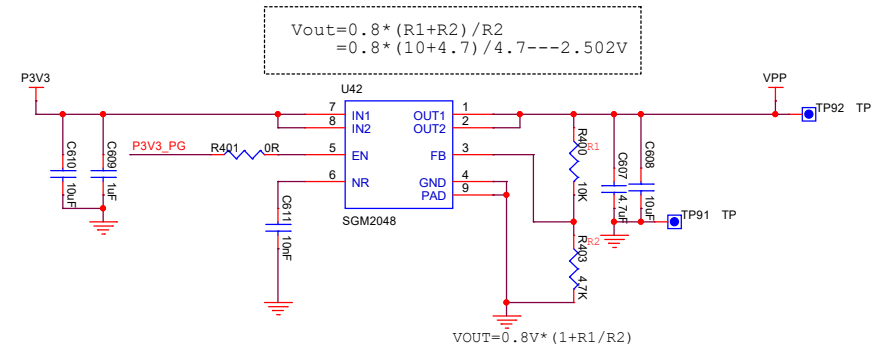 Vout=0.8*(R1+R2)/R2
=0.8*(10+4.7)/4.7---2.502V
P3V3
U42
VPP
7
IN1
OUT1
1
TP92 TP
8
IN2
OUT2
2
P3V3_PG
R401
0R
5
EN
FB
3
6
NR
GND
4
PAD
9
SGM2048
C610
10uF
C609
1uF
C611
10nF
R400
R1
10K
C607
4.7uF
C608
10uF
TP91 TP
R403
R2
4.7K
VOUT=0.8V*(1+R1/R2)